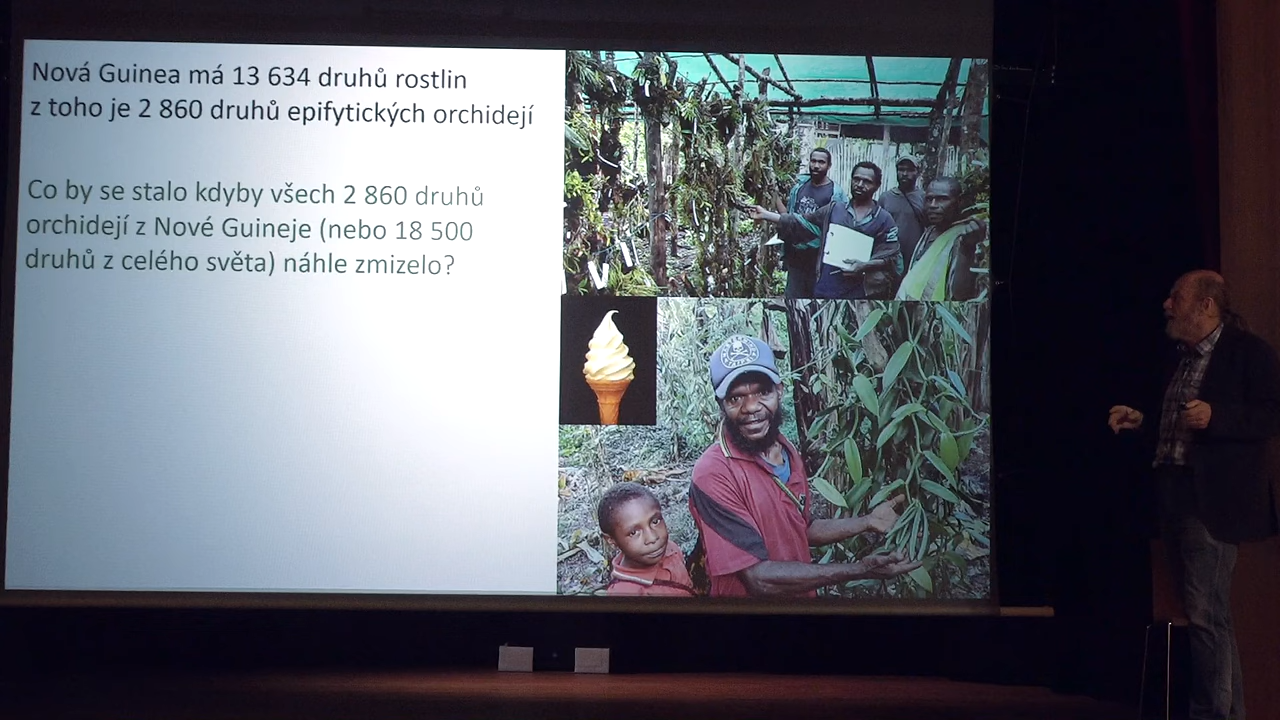 Nová Guinea má 13 634 druhů rostlin
z toho je 2 860 druhů epifytických orchidejí
Co by se stalo kdyby všech 2 860 druhů
orchidejí z Nové Guineje (nebo 18 500
druhů z celého světa) náhle zmizelo?